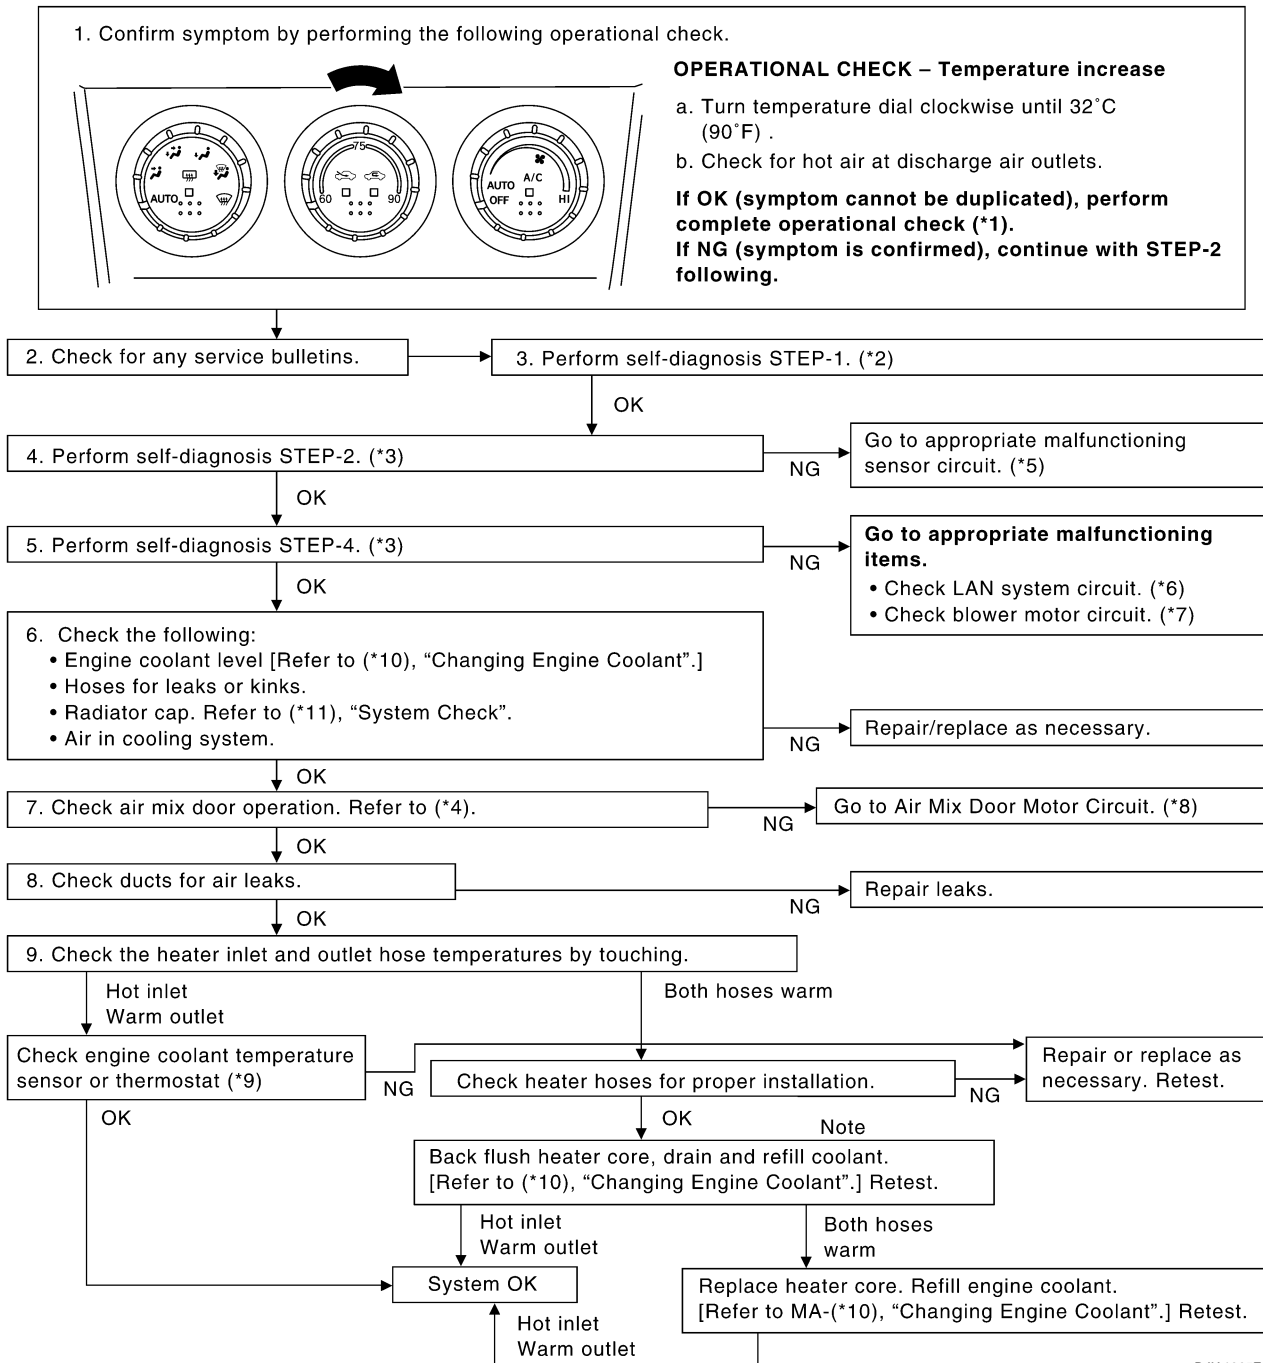 1. Confirm symptom by performing the following operational check.
OPERATIONAL CHECK – Temperature increase
a. Turn temperature dial clockwise until 32˚C
(90˚F) .
b. Check for hot air at discharge air outlets.
If OK (symptom cannot be duplicated), perform
complete operational check (*1).
If NG (symptom is confirmed), continue with STEP-2
following.
AUTO
75
60
90
AUTO
OFF
A/C
HI
2. Check for any service bulletins.
3. Perform self-diagnosis STEP-1. (*2)
OK
4. Perform self-diagnosis STEP-2. (*3)
NG
Go to appropriate malfunctioning
sensor circuit. (*5)
OK
5. Perform self-diagnosis STEP-4. (*3)
NG
Go to appropriate malfunctioning
items.
• Check LAN system circuit. (*6)
• Check blower motor circuit. (*7)
OK
6. Check the following:
• Engine coolant level [Refer to (*10), “Changing Engine Coolant”.]
• Hoses for leaks or kinks.
• Radiator cap. Refer to (*11), “System Check”.
• Air in cooling system.
NG
Repair/replace as necessary.
OK
7. Check air mix door operation. Refer to (*4).
NG
Go to Air Mix Door Motor Circuit. (*8)
OK
8. Check ducts for air leaks.
NG
Repair leaks.
OK
9. Check the heater inlet and outlet hose temperatures by touching.
Hot inlet
Warm outlet
Both hoses warm
Check engine coolant temperature
sensor or thermostat (*9)
NG
Check heater hoses for proper installation.
NG
Repair or replace as
necessary. Retest.
OK
OK
Note
Back flush heater core, drain and refill coolant.
[Refer to (*10), “Changing Engine Coolant”.] Retest.
Hot inlet
Warm outlet
Both hoses
warm
System OK
Replace heater core. Refill engine coolant.
[Refer to MA-(*10), “Changing Engine Coolant”.] Retest.
Hot inlet
Warm outlet